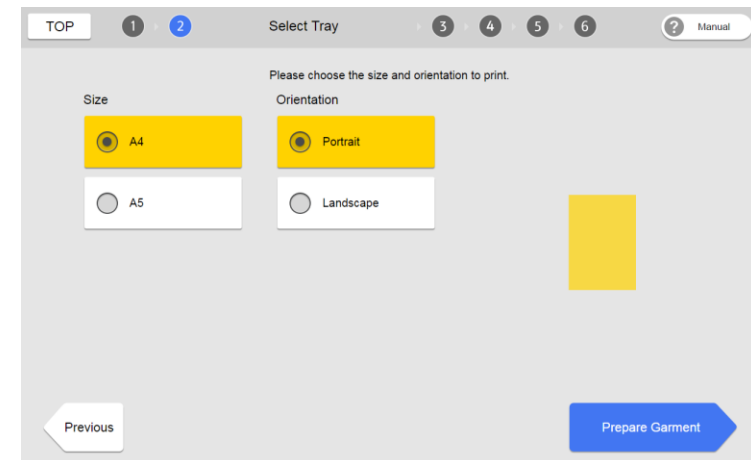 TOP 1 2 Select Tray 3 4 5 6 ? Manual
Please choose the size and orientation to print.
Size Orientation
A4 Portrait
A5 Landscape
Previous Prepare Garment